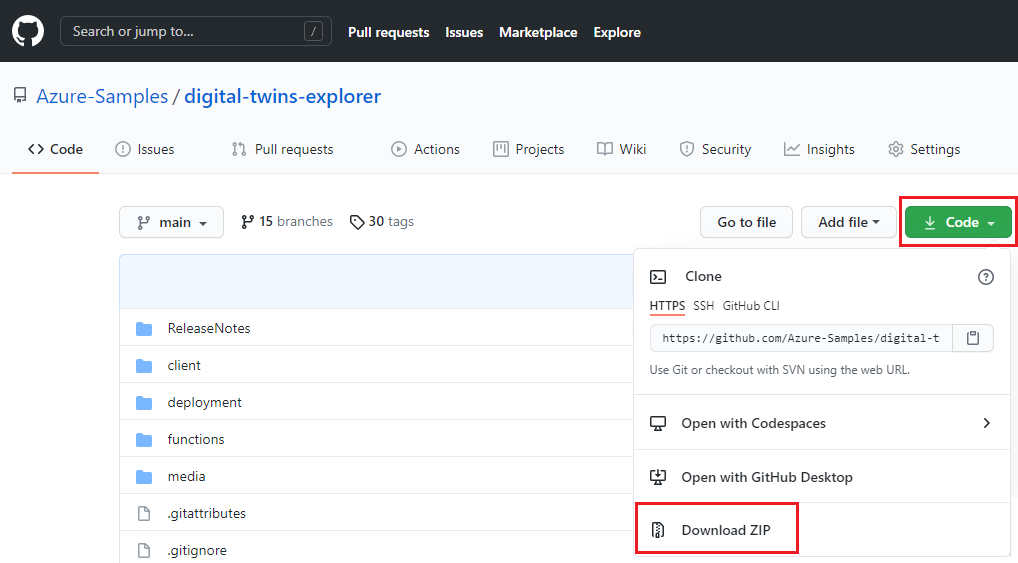 Search or jump to... /
Pull requests Issues Marketplace Explore
Azure-Samples / digital-twins-explorer
Code Issues Pull requests Actions Projects Wiki Security Insights Settings
main 15 branches 30 tags Go to file Add file Code
Clone
HTTPS SSH GitHub CLI
https://github.com/Azure-Samples/digital-t
Use Git or checkout with SVN using the web URL.
Open with Codespaces
Open with GitHub Desktop
Download ZIP
ReleaseNotes
client
deployment
functions
media
.gitattributes
.gitignore